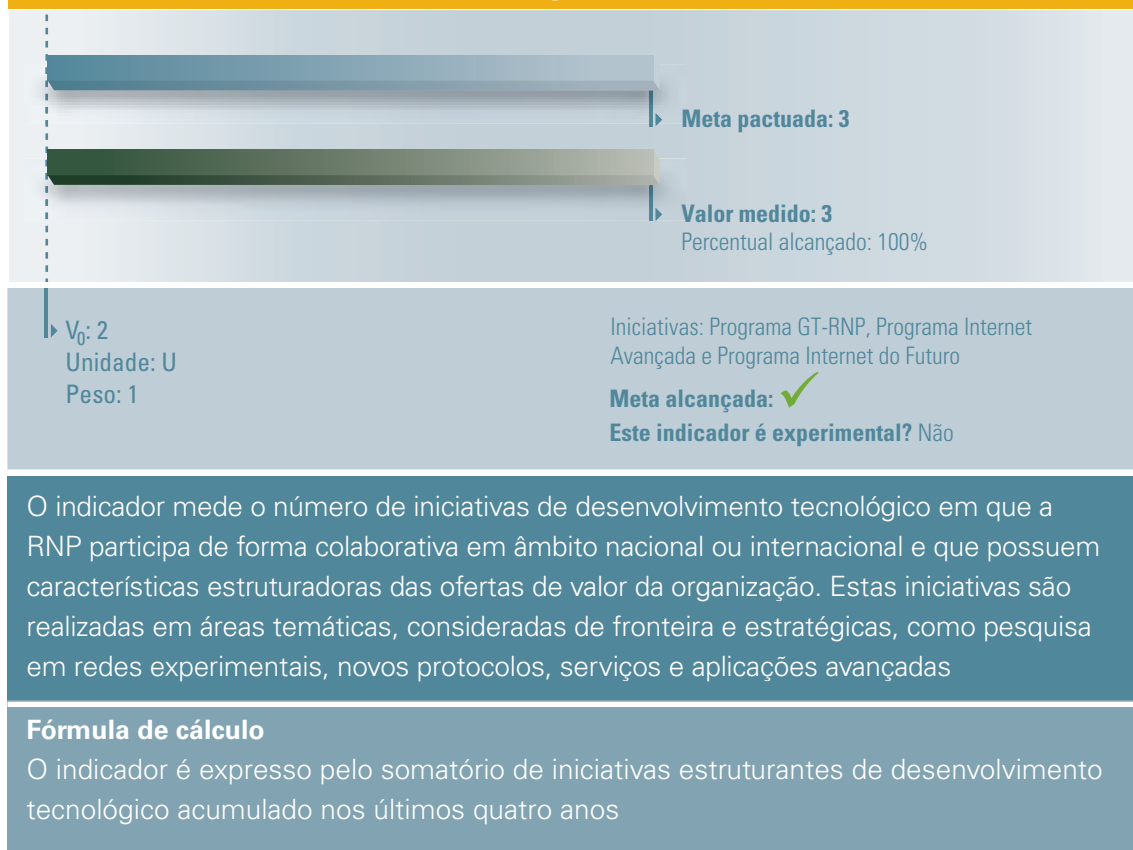 Meta pactuada: 3
Valor medido: 3
Percentual alcançado: 100%
V₀: 2
Unidade: U
Peso: 1
Iniciativas: Programa GT-RNP, Programa Internet
Avançada e Programa Internet do Futuro
Meta alcançada:
Este indicador é experimental? Não
O indicador mede o número de iniciativas de desenvolvimento tecnológico em que a
RNP participa de forma colaborativa em âmbito nacional ou internacional e que possuem
características estruturadoras das ofertas de valor da organização. Estas iniciativas são
realizadas em áreas temáticas, consideradas de fronteira e estratégicas, como pesquisa
em redes experimentais, novos protocolos, serviços e aplicações avançadas
Fórmula de cálculo
O indicador é expresso pelo somatório de iniciativas estruturantes de desenvolvimento
tecnológico acumulado nos últimos quatro anos